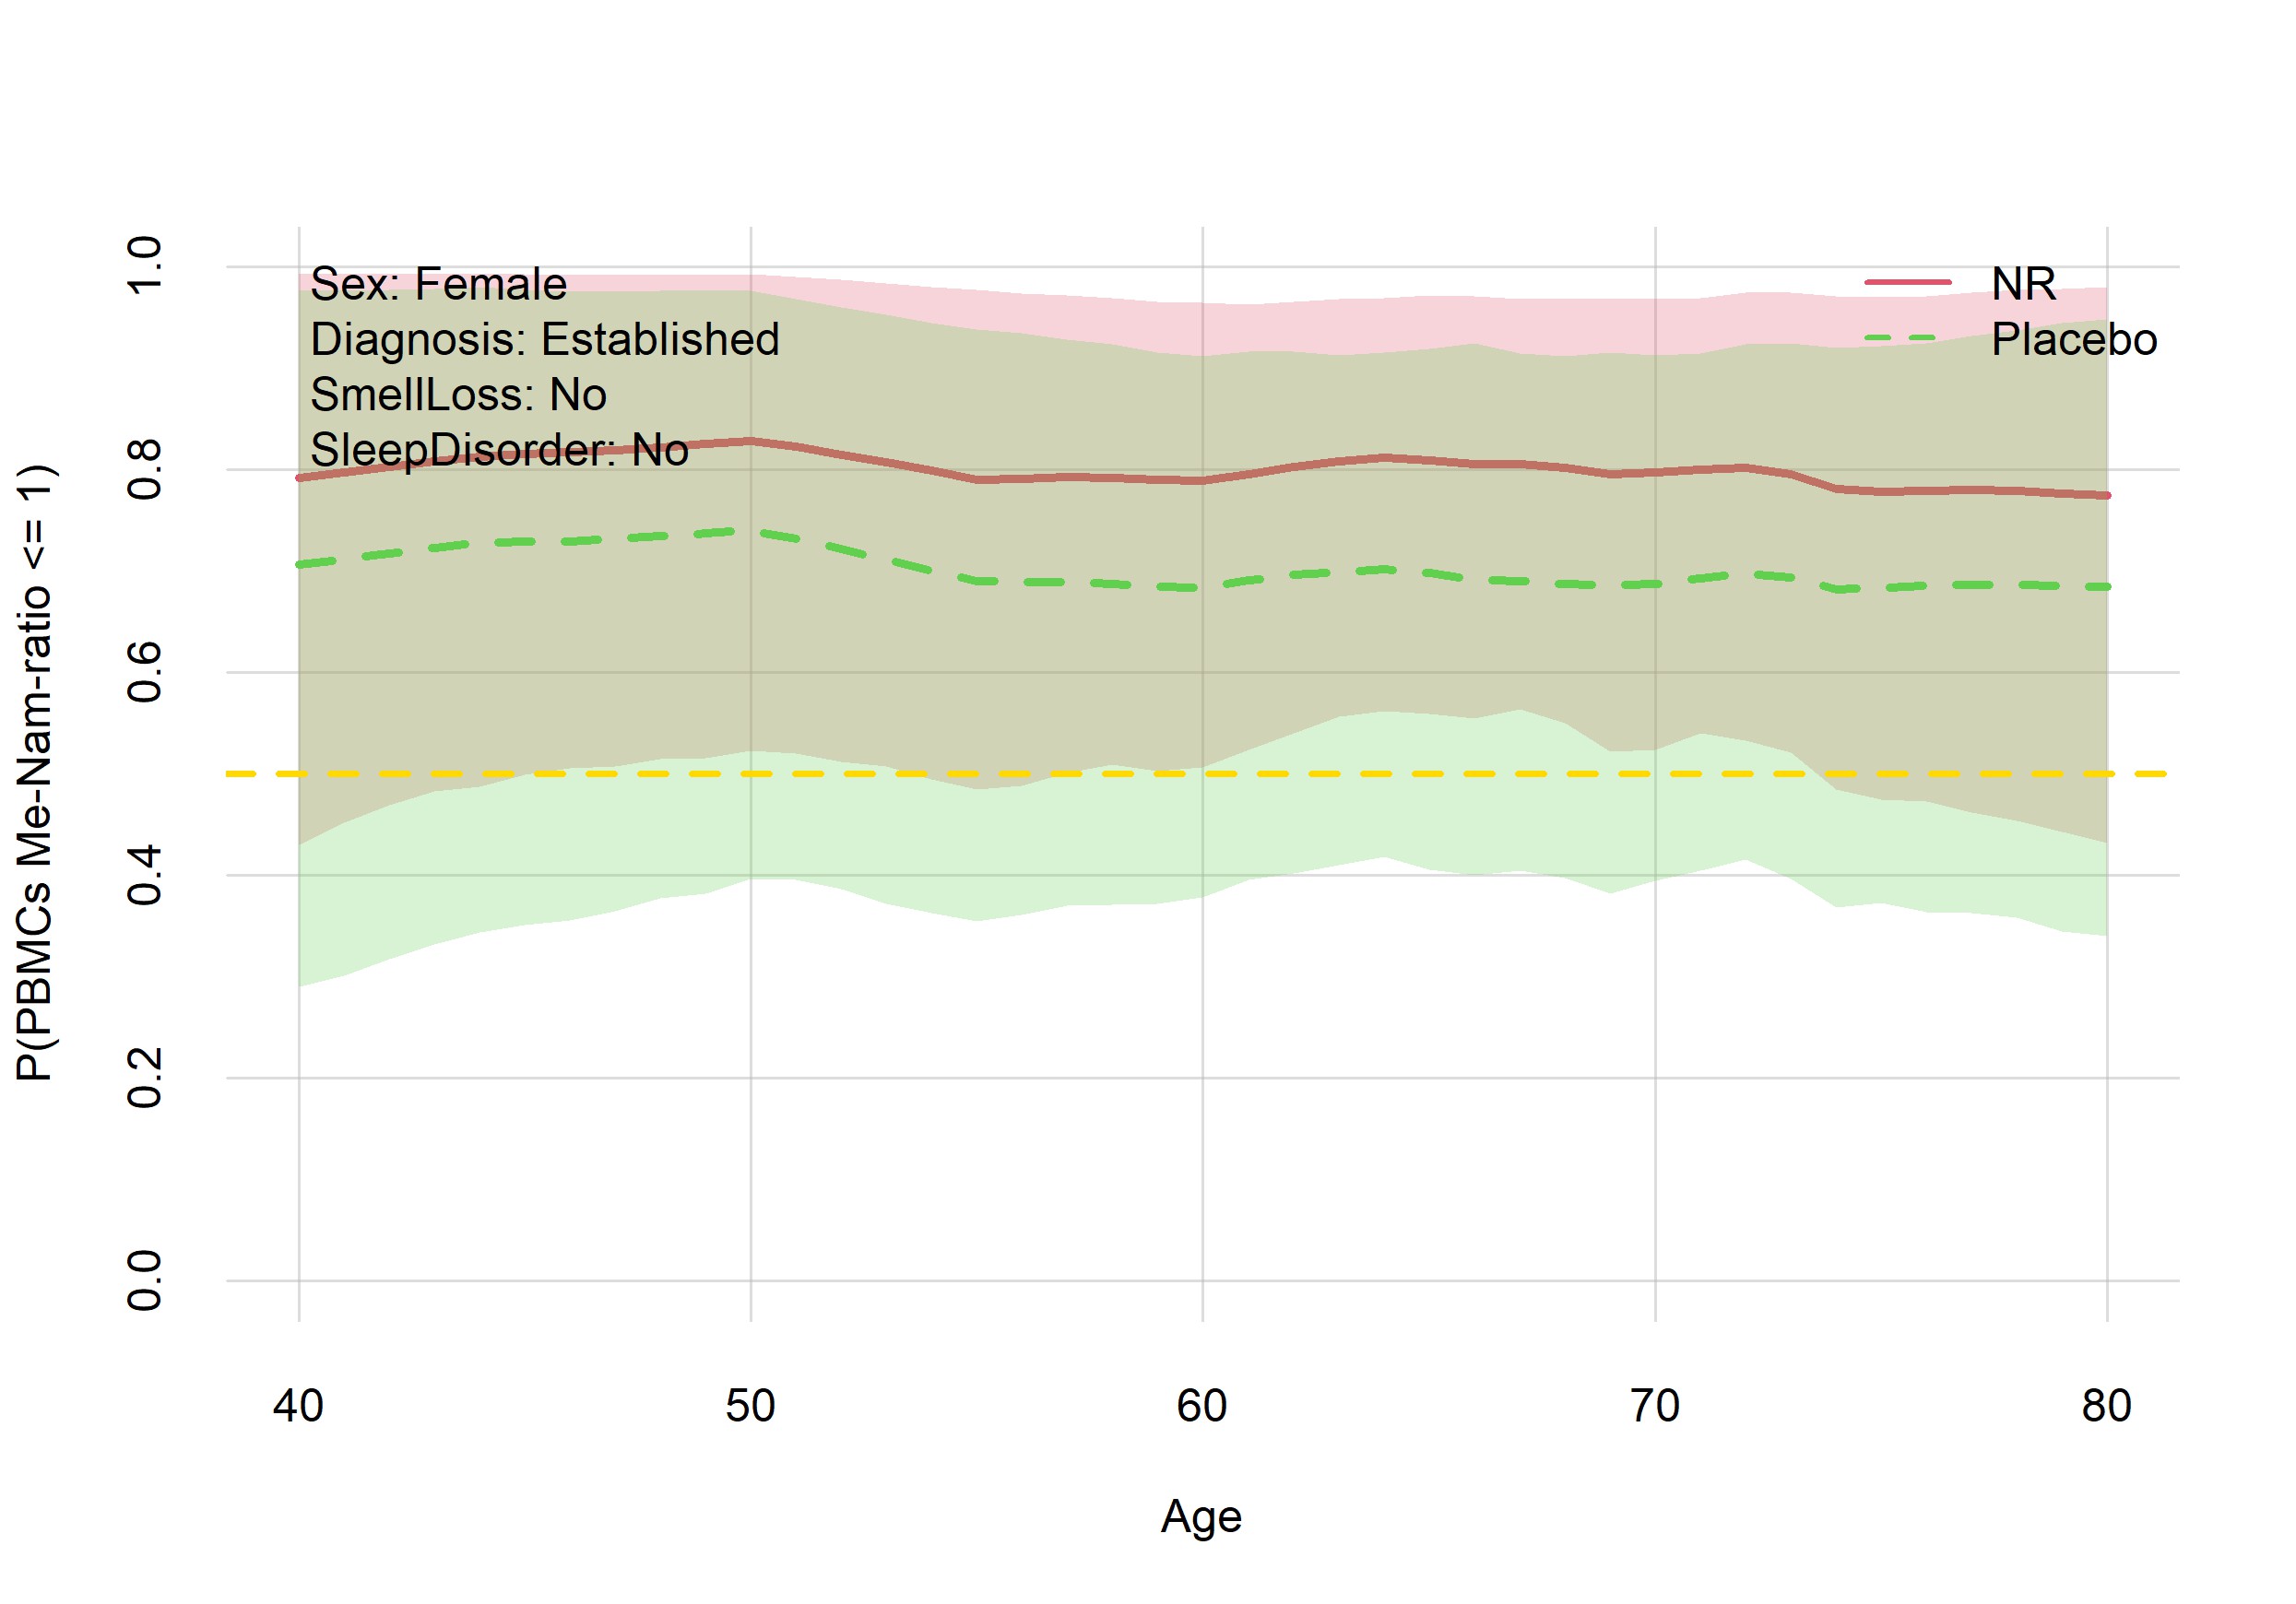 Sex: Female
Diagnosis: Established
SmellLoss: No
SleepDisorder: No
NR
Placebo
P(PBMCs Me-Nam-ratio <= 1)
1.0
0.8
0.6
0.4
0.2
0.0
40
50
60
70
80
Age